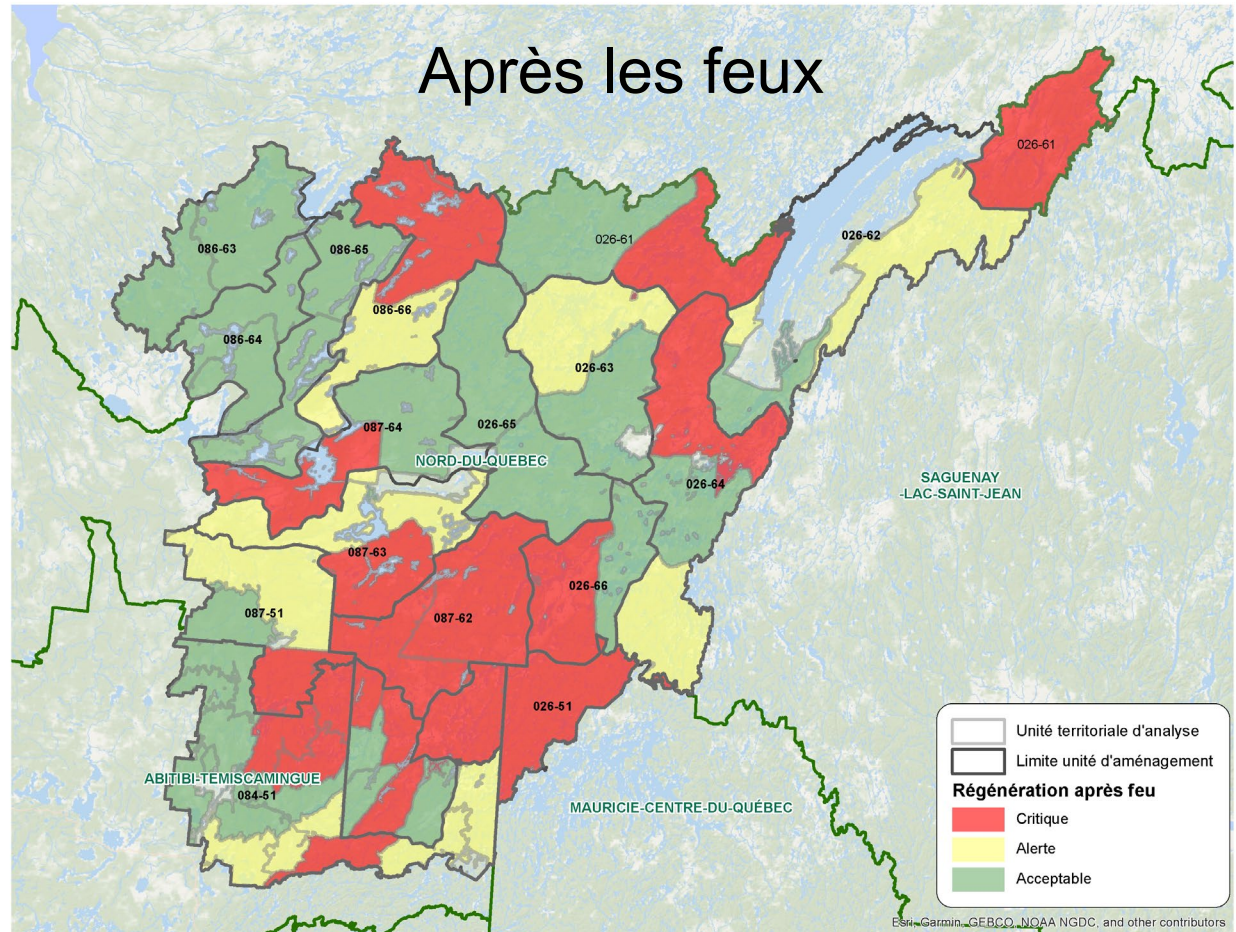 Après les feux
026-61
086-63
086-65
026-61
026-62
086-66
086-64
026-63
087-64
026-65
NORD-DU-QUEBEC
026-64
SAGUENAY
-LAC-SAINT-JEAN
087-63
026-66
087-51
087-62
026-51
ABITIBI-TEMISCAMINGUE
084-51
MAURICIE-CENTRE-DU-QUÉBEC
Unité territoriale d'analyse
Limite unité d'aménagement
Régénération après feu
Critique
Alerte
Acceptable
Esri, Garmin, GEBCO, NOAA NGDC, and other contributors